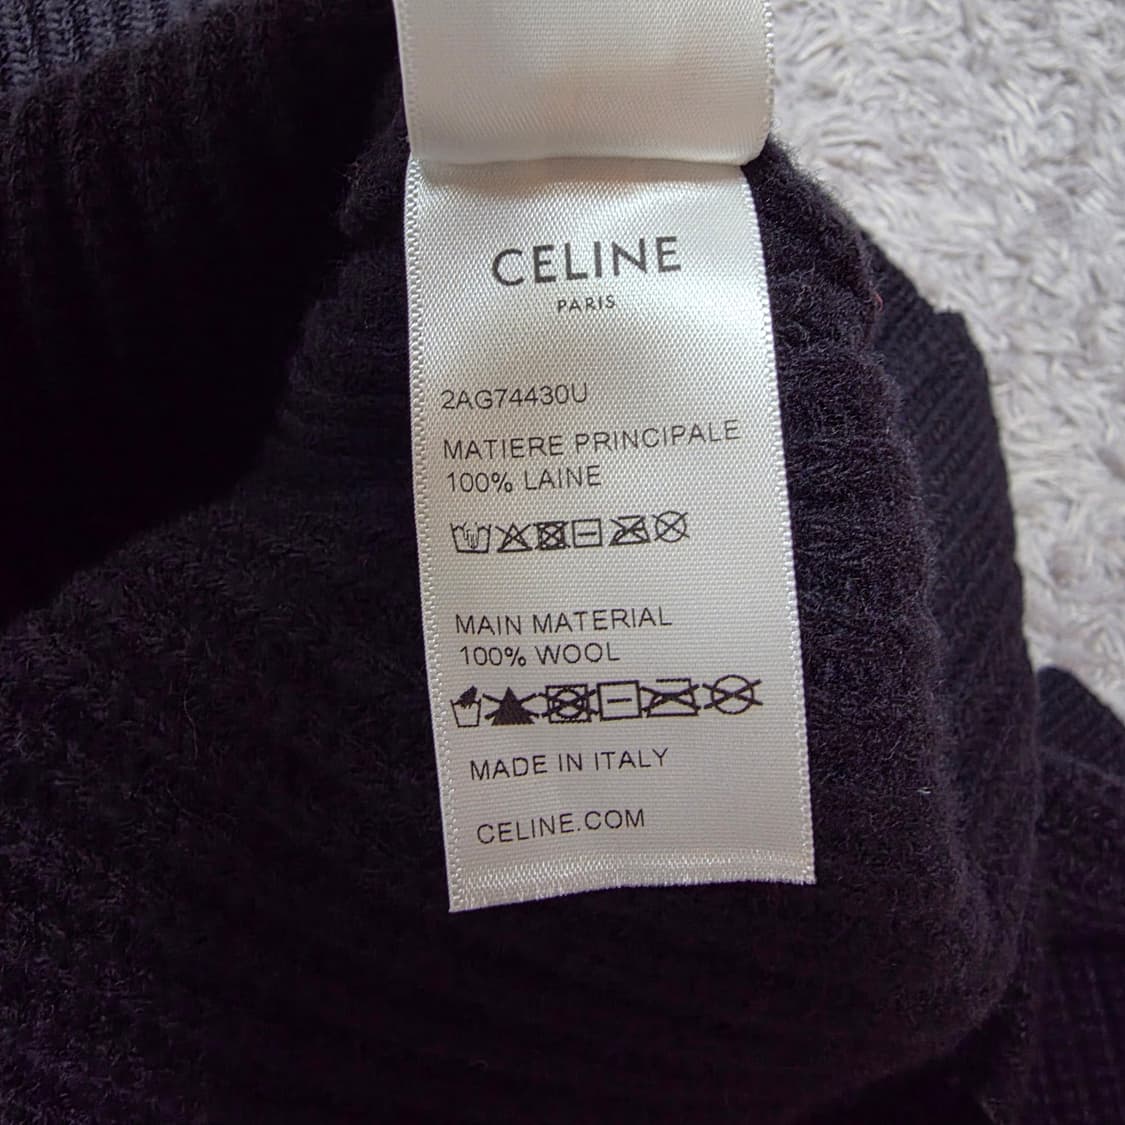 CELINE
PARIS
2AG74430U
MATIERE PRINCIPALE
100% LAINE
MAIN MATERIAL
100% WOOL
MADE IN ITALY
CELINE.COM